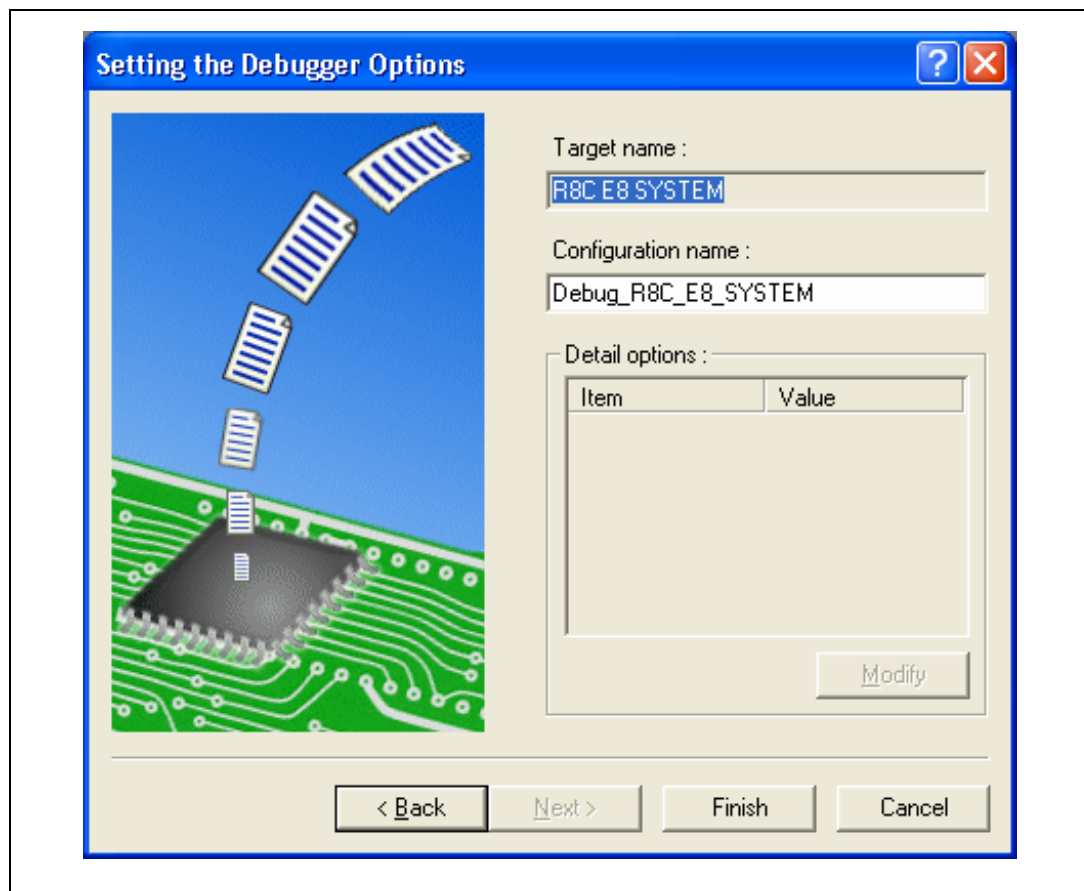 Setting the Debugger Options
Target name :
R8C E8 SYSTEM
Configuration name :
Debug_R8C_E8_SYSTEM
Detail options :
Item Value
Modify
< Back Next > Finish Cancel